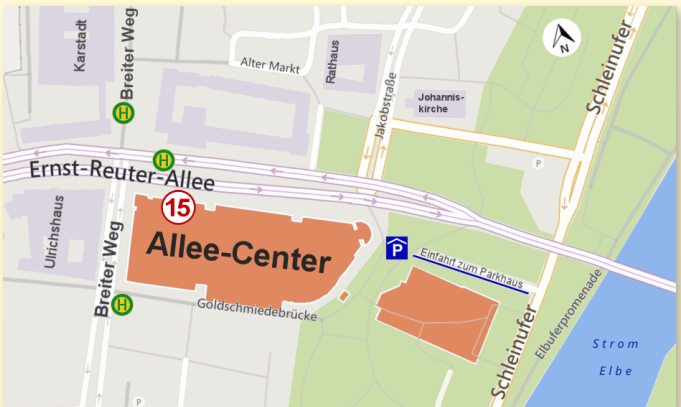 Karstadt
Breiter Weg
Alter Markt
Rathaus
Jakobstraße
Johannis-
kirche
N
Schleinufer
H
P
H
Ernst-Reuter-Allee
15
Ulrichshaus
Allee-Center
P
Einfahrt zum Parkhaus
Breiter Weg
H
Goldschmiedebrücke
Schleinufer
Elbuferpromenade
Strom
Elbe
P